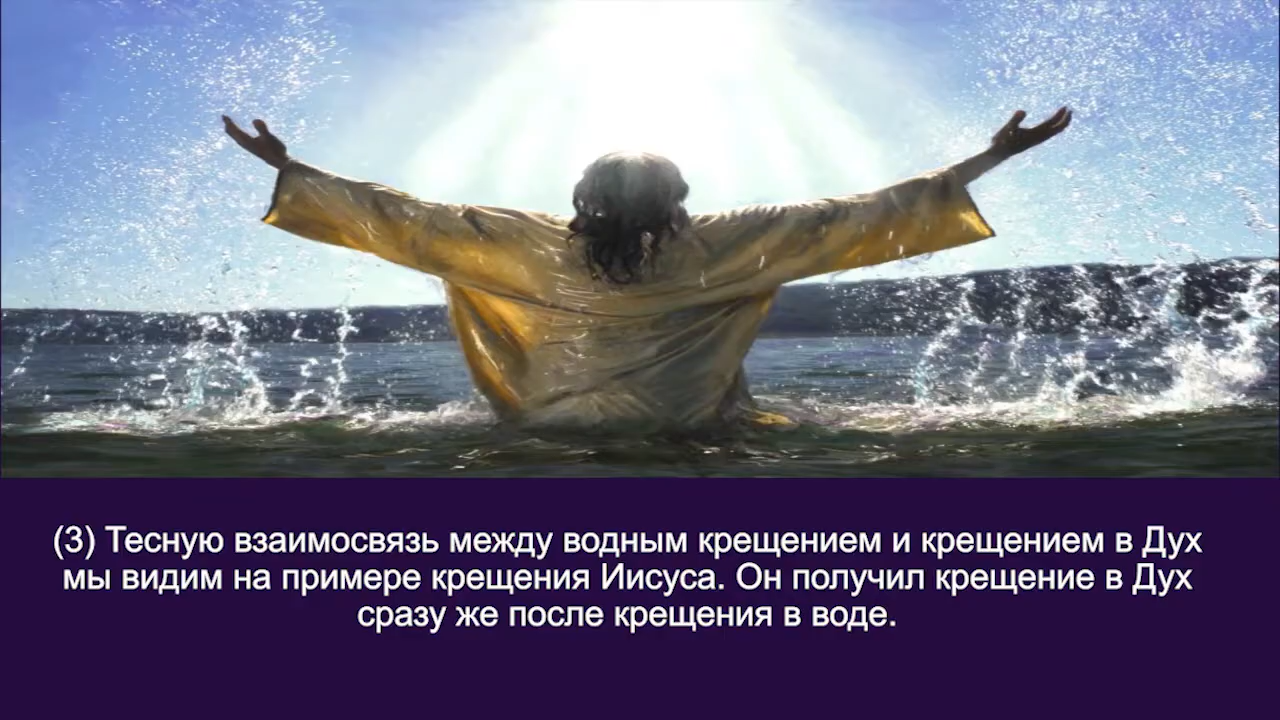 (3) Тесную взаимосвязь между водным крещением и крещением в Дух
мы видим на примере крещения Иисуса. Он получил крещение в Дух
сразу же после крещения в воде.